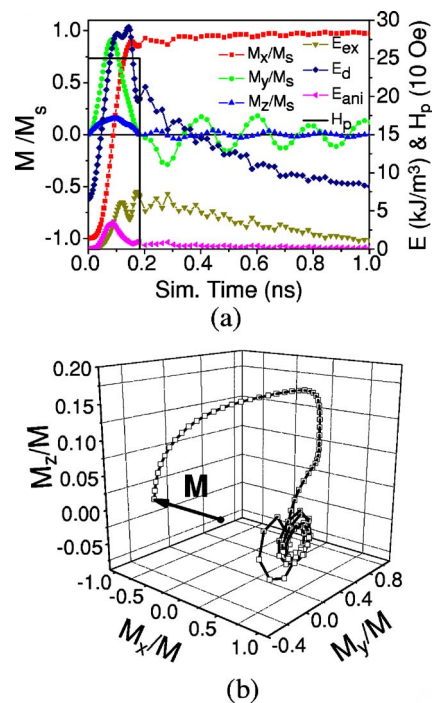 1.0
0.5
0.0
-0.5
-1.0
M /Ms
Mx/Ms
My/Ms
Mz/Ms
Eex
Ed
Eani
Hp
30
25
20
15
10
5
0
E (kJ/m³) & Hp (10 Oe)
0.0 0.2 0.4 0.6 0.8 1.0
Sim. Time (ns)
(a)
0.20
0.15
0.10
0.05
0.00
-0.05
Mz/M
M
-1.0
-0.5
0.0
0.5
1.0
Mx/M
-0.4
0.0
0.4
0.8
My/M
(b)